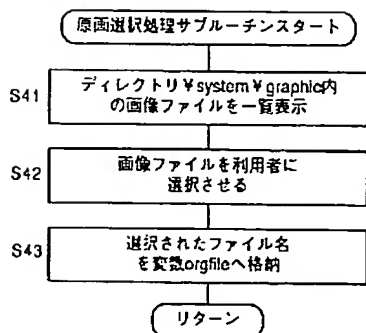 原画選択処理サブルーチンスタート
S41
ディレクトリ¥system¥graphic内
の画像ファイルを一覧表示
S42
画像ファイルを利用者に
選択させる
S43
選択されたファイル名
を変数orgfileへ格納
リターン